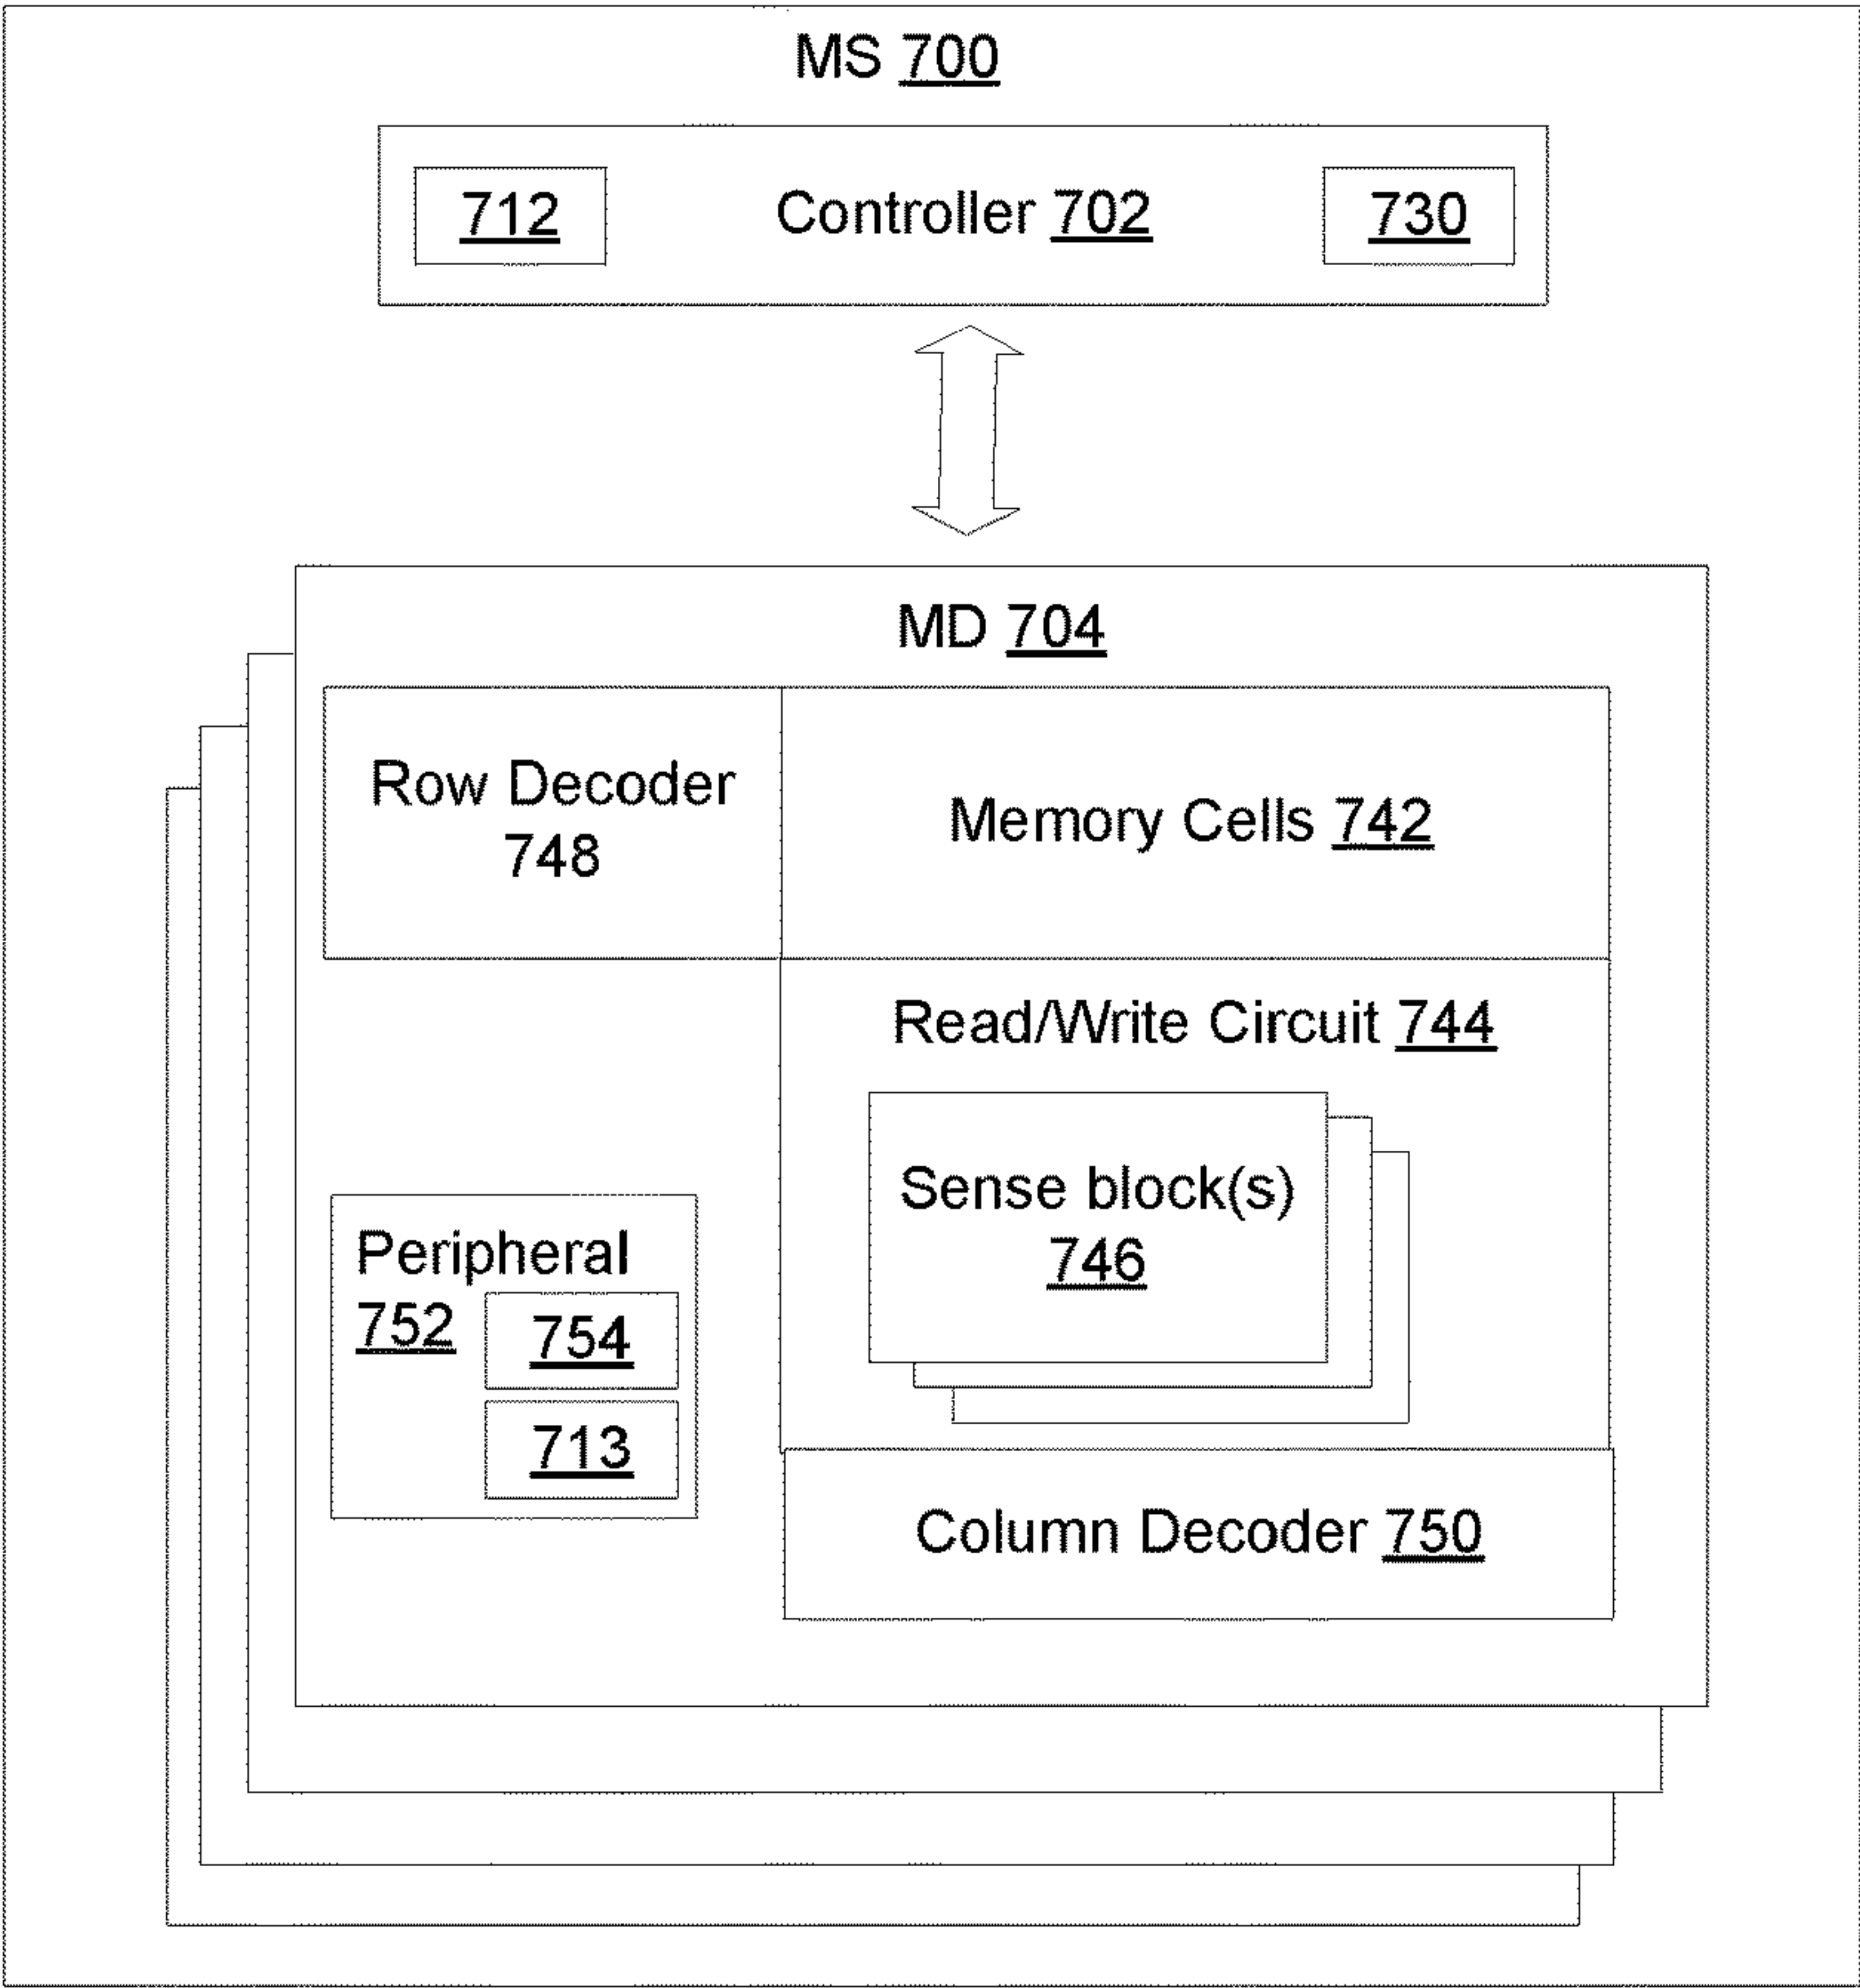 MS 700
712
Controller 702
730
MD 704
Row Decoder
748
Memory Cells 742
Read/Write Circuit 744
Sense block(s)
746
Peripheral
752
754
713
Column Decoder 750